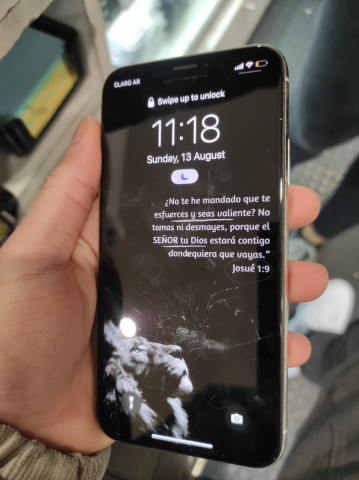 CLARO AR
Swipe up to unlock
11:18
Sunday, 13 August
¿No te he mandado que te
esfuerces y seas valiente? No
temas ni desmayes, porque el
SEÑOR tu Dios estará contigo
dondequiera que vayas."
Josué 1:9